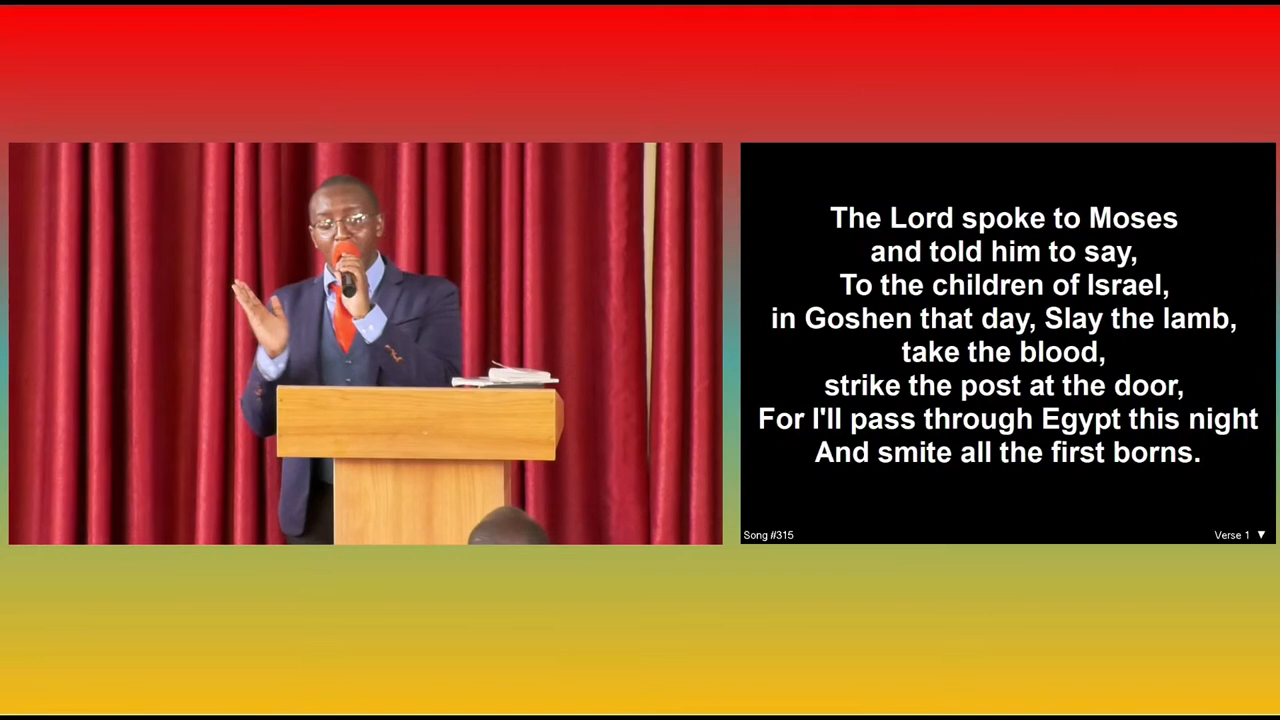 The Lord spoke to Moses
and told him to say,
To the children of Israel,
in Goshen that day, Slay the lamb,
take the blood,
strike the post at the door,
For I'll pass through Egypt this night
And smite all the first borns.
Song #315
Verse 1 ▼